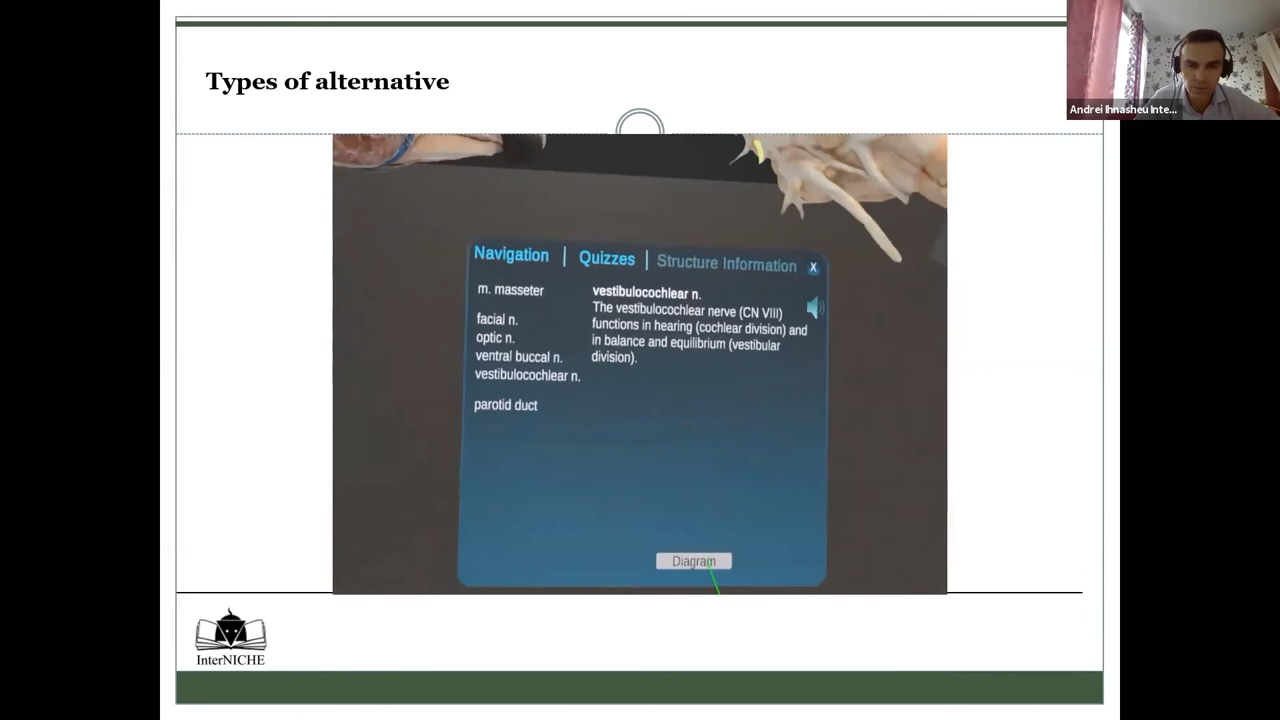 Types of alternative
Andrei Ihnasheu Inte...
Navigation | Quizzes | Structure Information X
m. masseter
facial n.
optic n.
ventral buccal n.
vestibulocochlear n.
parotid duct
vestibulocochlear n.
The vestibulocochlear nerve (CN VIII)
functions in hearing (cochlear division) and
in balance and equilibrium (vestibular
division).
Diagram
InterNICHE